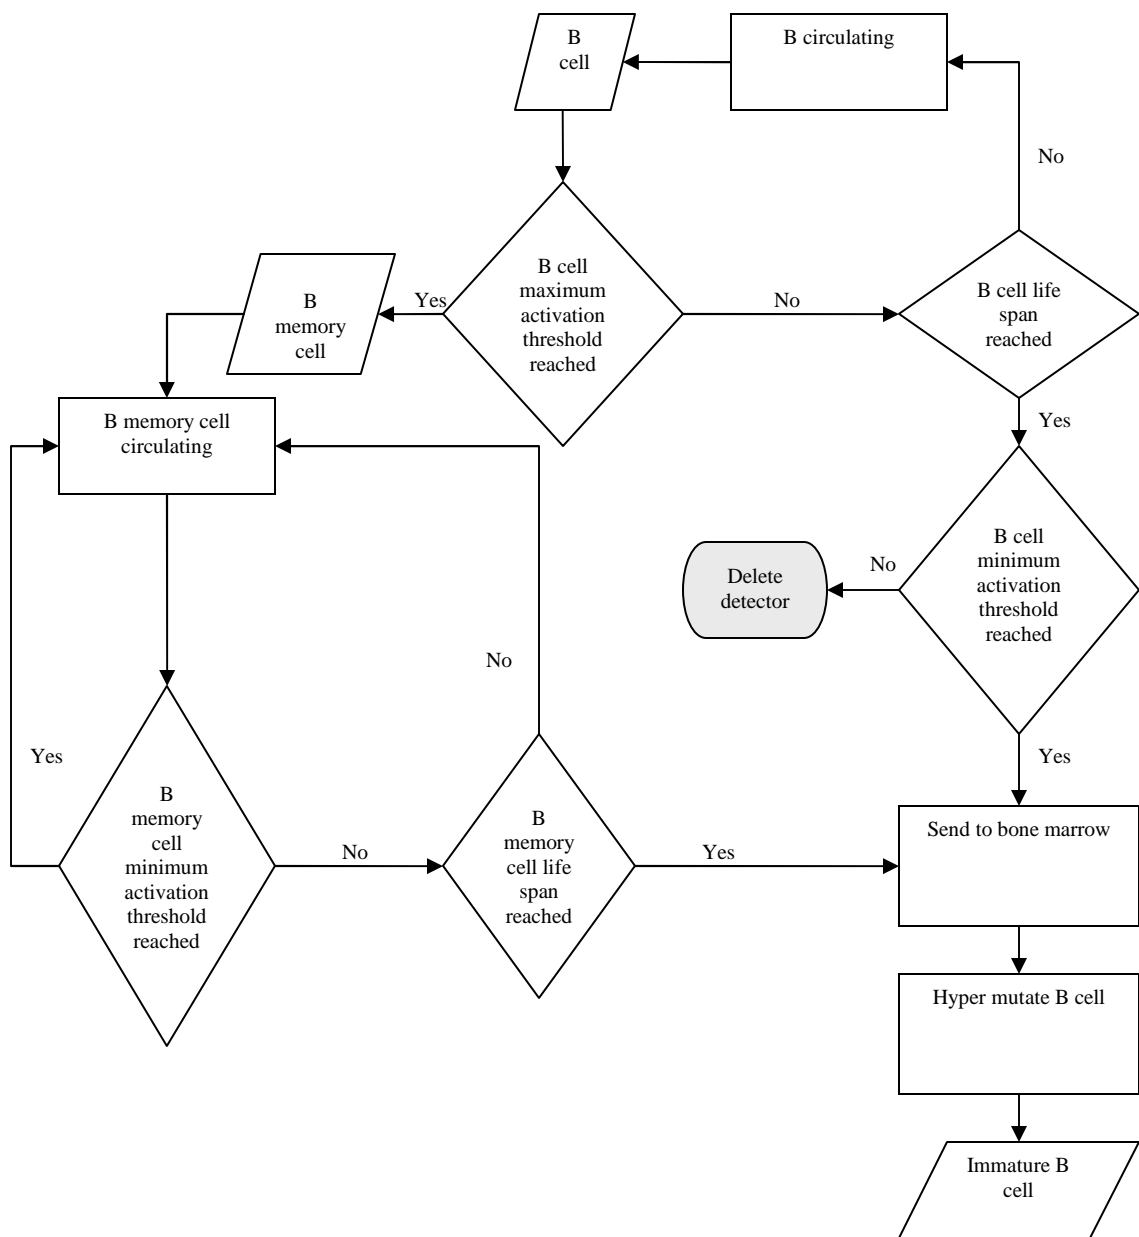 B
cell
B circulating
No
B cell
maximum
activation
threshold
reached
Yes
No
B cell life
span
reached
B
memory
cell
B memory cell
circulating
Yes
B cell
minimum
activation
threshold
reached
No
Delete
detector
No
Yes
Yes
B
memory
cell
minimum
activation
threshold
reached
No
B
memory
cell life
span
reached
Yes
Send to bone marrow
Hyper mutate B cell
Immature B
cell